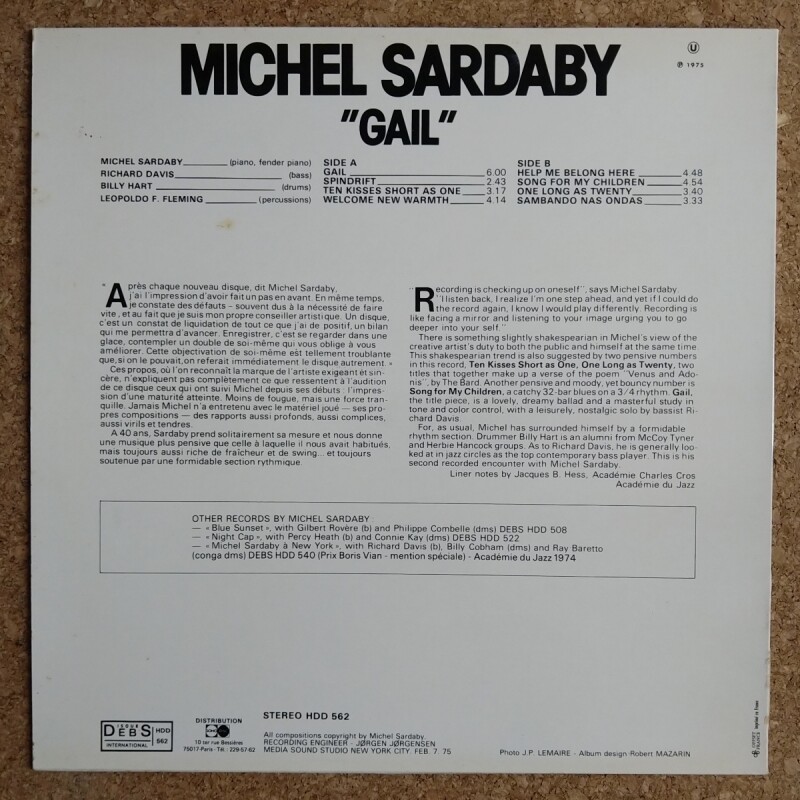 MICHEL SARDABY
"GAIL"
U
℗ 1975
MICHEL SARDABY (piano, fender piano)
RICHARD DAVIS (bass)
BILLY HART (drums)
LEOPOLDO F. FLEMING (percussions)
SIDE A
GAIL 6.00
SPINDRIFT 2.43
TEN KISSES SHORT AS ONE 3.17
WELCOME NEW WARMTH 4.14
SIDE B
HELP ME BELONG HERE 4.48
SONG FOR MY CHILDREN 4.54
ONE LONG AS TWENTY 3.40
SAMBANDO NAS ONDAS 3.33
« Après chaque nouveau disque, dit Michel Sardaby,
j'ai l'impression d'avoir fait un pas en avant. En même temps,
je constate des défauts – souvent dus à la nécessité de faire
vite, et au fait que je suis mon propre conseiller artistique. Un disque,
c'est un constat de liquidation de tout ce que j'ai de positif, un bilan
qui me permettra d'avancer. Enregistrer, c'est se regarder dans une
glace, contempler un double de soi-même qui vous oblige à vous
améliorer. Cette objectivation de soi-même est tellement troublante
que, si on le pouvait, on referait immédiatement le disque autrement »
Ces propos, où l'on reconnaît la marque de l'artiste exigeant et sin-
cère, n'expliquent pas complètement ce que ressentent à l'audition
de ce disque ceux qui ont suivi Michel depuis ses débuts : l'impres-
sion d'une maturité atteinte. Moins de fougue, mais une force tran-
quille. Jamais Michel n'a entretenu avec le matériel joué — ses pro-
pres compositions — des rapports aussi profonds, aussi complices,
aussi virils et tendres.
A 40 ans, Sardaby prend solitairement sa mesure et nous donne
une musique plus pensive que celle à laquelle il nous avait habitués,
mais toujours aussi riche de fraîcheur et de swing... et toujours
soutenue par une formidable section rythmique.
"Recording is checking up on oneself", says Michel Sardaby.
"I listen back, I realize I'm one step ahead, and yet if I could do
the record again, I know I would play differently. Recording is
like facing a mirror and listening to your image urging you to go
deeper into your self."
There is something slightly shakespearian in Michel's view of the
creative artist's duty to both the public and himself at the same time
This shakespearian trend is also suggested by two pensive numbers
in this record, Ten Kisses Short as One, One Long as Twenty, two
titles that together make up a verse of the poem "Venus and Ado-
nis", by The Bard. Another pensive and moody, yet bouncy number is
Song for My Children, a catchy 32-bar blues on a 3/4 rhythm. Gail,
the title piece, is a lovely, dreamy ballad and a masterful study in
tone and color control, with a leisurely, nostalgic solo by bassist Ri-
chard Davis.
For, as usual, Michel has surrounded himself by a formidable
rhythm section. Drummer Billy Hart is an alumni from McCoy Tyner
and Herbie Hancock groups. As to Richard Davis, he is generally loo-
ked at in jazz circles as the top contemporary bass player. This is his
second recorded encounter with Michel Sardaby.
Liner notes by Jacques B. Hess, Académie Charles Cros
Académie du Jazz
OTHER RECORDS BY MICHEL SARDABY :
— « Blue Sunset », with Gilbert Rovère (b) and Philippe Combelle (dms) DEBS HDD 508
— « Night Cap », with Percy Heath (b) and Connie Kay (dms) DEBS HDD 522
— « Michel Sardaby à New York », with Richard Davis (b), Billy Cobham (dms) and Ray Baretto
(conga dms) DEBS HDD 540 (Prix Boris Vian - mention spéciale) - Académie du Jazz 1974
DISQUE
DEBS
INTERNATIONAL
HDD
562
DISTRIBUTION
10 ter rue Bessières
75017-Paris - Tél : 229-57-62
STEREO HDD 562
All compositions copyright by Michel Sardaby.
RECORDING ENGINEER - JØRGEN JØRGENSEN
MEDIA SOUND STUDIO NEW YORK CITY. FEB. 7. 75
Photo J.P. LEMAIRE - Album design - Robert MAZARIN